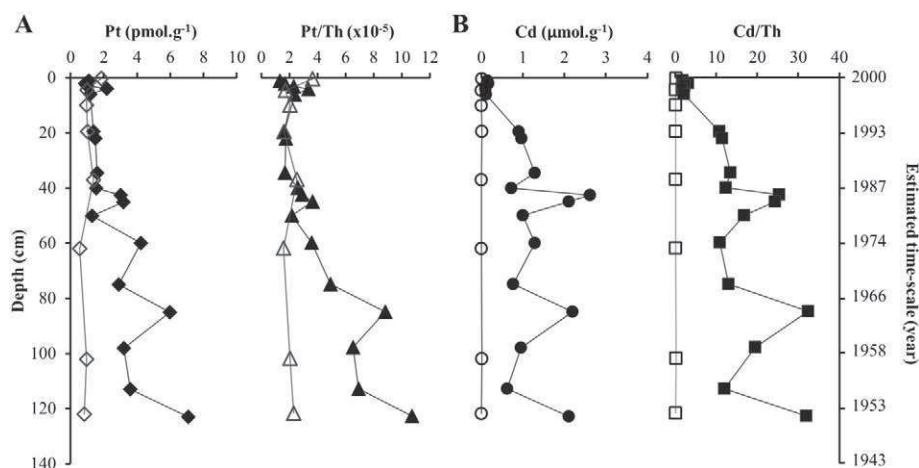 A
Pt (pmol.g⁻¹)
Pt/Th (x10⁻⁵)
B
Cd (µmol.g⁻¹)
Cd/Th
0 2 4 6 8 10
0 2 4 6 8 10 12
0 1 2 3 4
0 10 20 30 40
Depth (cm)
0
20
40
60
80
100
120
140
2000
1993
1987
1974
1966
1958
1953
1943
Estimated time-scale (year)